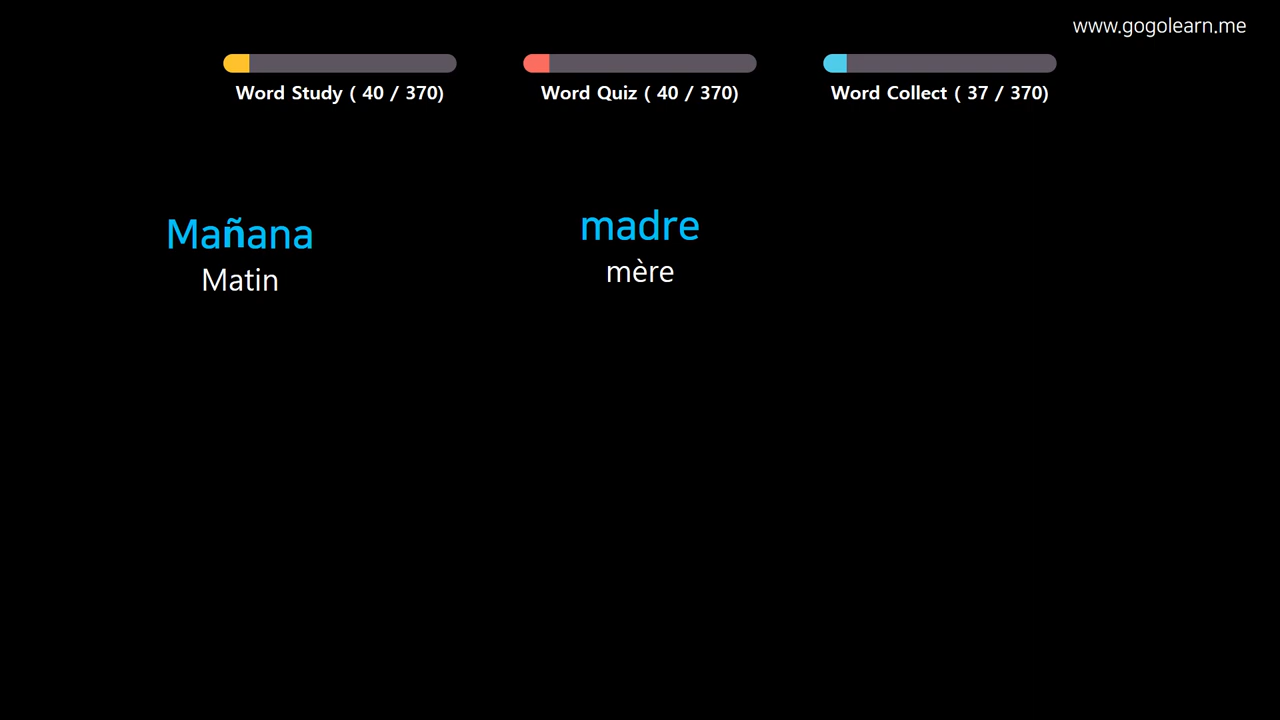 www.gogolearn.me
Word Study ( 40 / 370)
Word Quiz ( 40 / 370)
Word Collect ( 37 / 370)
Mañana
Matin
madre
mère